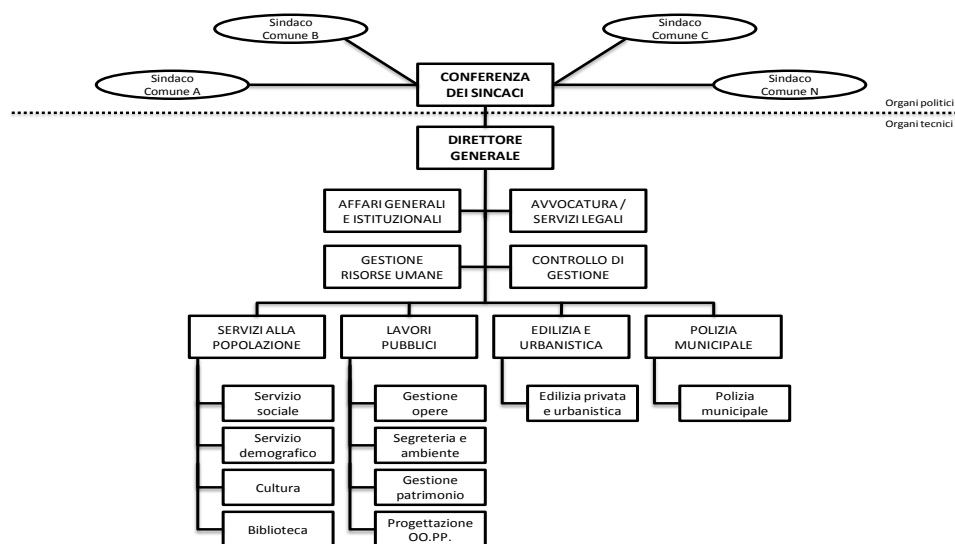 Sindaco
Comune B
Sindaco
Comune C
Sindaco
Comune A
CONFERENZA
DEI SINCACI
Sindaco
Comune N
Organi politici
Organi tecnici
DIRETTORE
GENERALE
AFFARI GENERALI
E ISTITUZIONALI
AVVOCATURA /
SERVIZI LEGALI
GESTIONE
RISORSE UMANE
CONTROLLO DI
GESTIONE
SERVIZI ALLA
POPOLAZIONE
LAVORI
PUBBLICI
EDILIZIA E
URBANISTICA
POLIZIA
MUNICIPALE
Servizio
sociale
Gestione
opere
Edilizia privata
e urbanistica
Polizia
municipale
Servizio
demografico
Segreteria e
ambiente
Cultura
Gestione
patrimonio
Biblioteca
Progettazione
OO.PP.